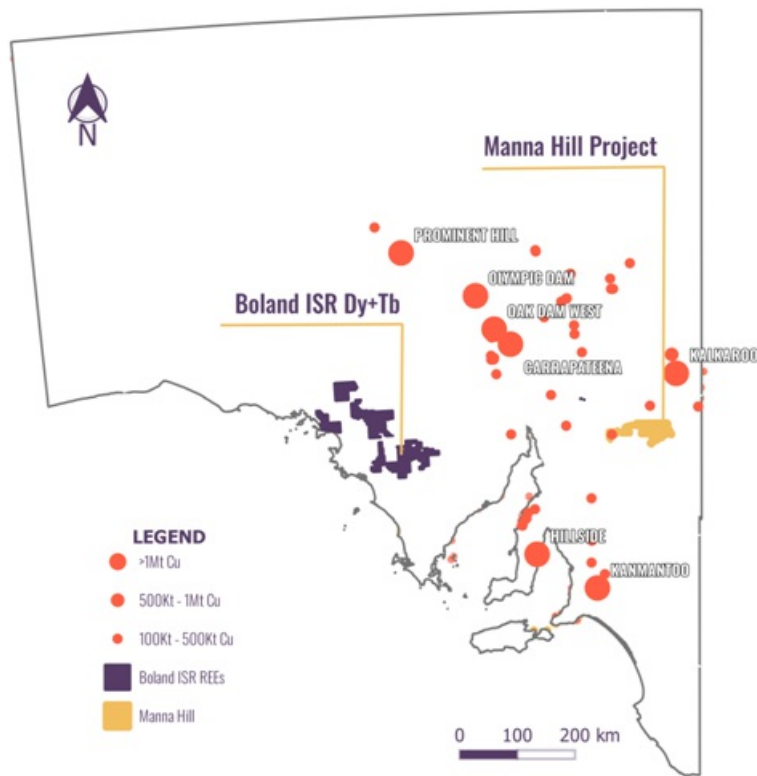 N
Manna Hill Project
PROMINENT HILL
OLYMPIC DAM
Boland ISR Dy+Tb
OAK DAM WEST
CARRAPATEENA
KALKAROO
HILLSIDE
KANMANTOO
LEGEND
>1Mt Cu
500Kt - 1Mt Cu
100Kt - 500Kt Cu
Boland ISR REEs
Manna Hill
0 100 200 km